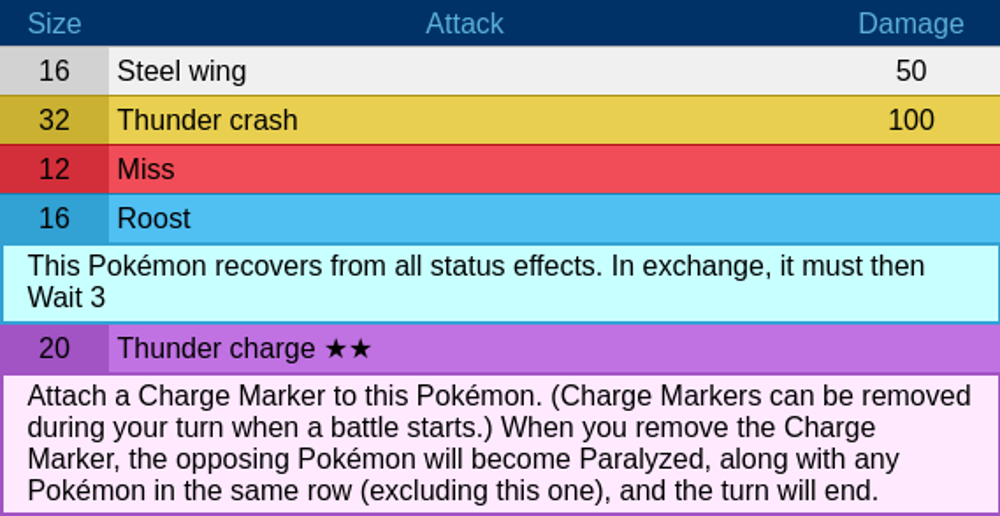 Size Attack Damage
16 Steel wing 50
32 Thunder crash 100
12 Miss
16 Roost
This Pokémon recovers from all status effects. In exchange, it must then
Wait 3
20 Thunder charge ★★
Attach a Charge Marker to this Pokémon. (Charge Markers can be removed
during your turn when a battle starts.) When you remove the Charge
Marker, the opposing Pokémon will become Paralyzed, along with any
Pokémon in the same row (excluding this one), and the turn will end.